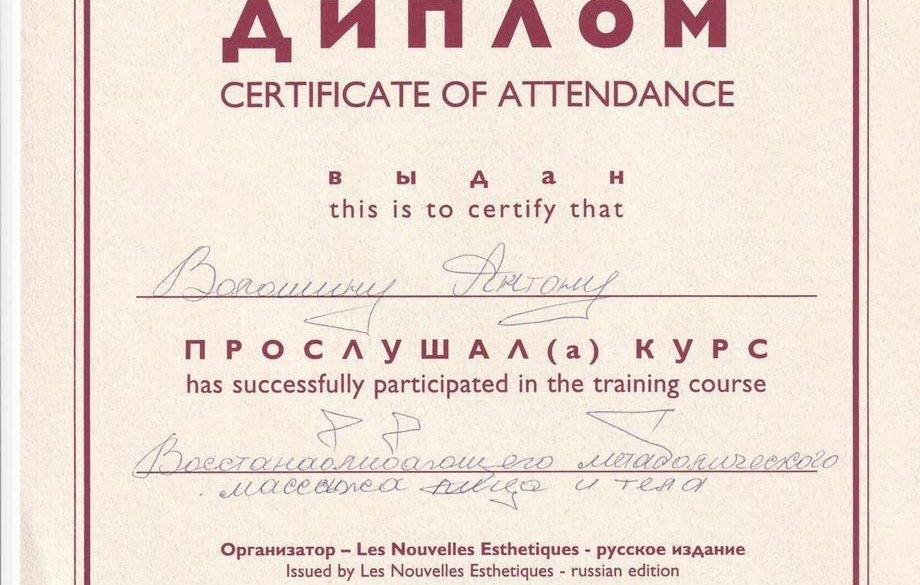 ДИПЛОМ
CERTIFICATE OF ATTENDANCE
выдан
this is to certify that
Волошину Антону
ПРОСЛУШАЛ(а) КУРС
has successfully participated in the training course
Восстанавливающего метаболического
массажа лица и тела
Организатор – Les Nouvelles Esthetiques - русское издание
Issued by Les Nouvelles Esthetiques - russian edition